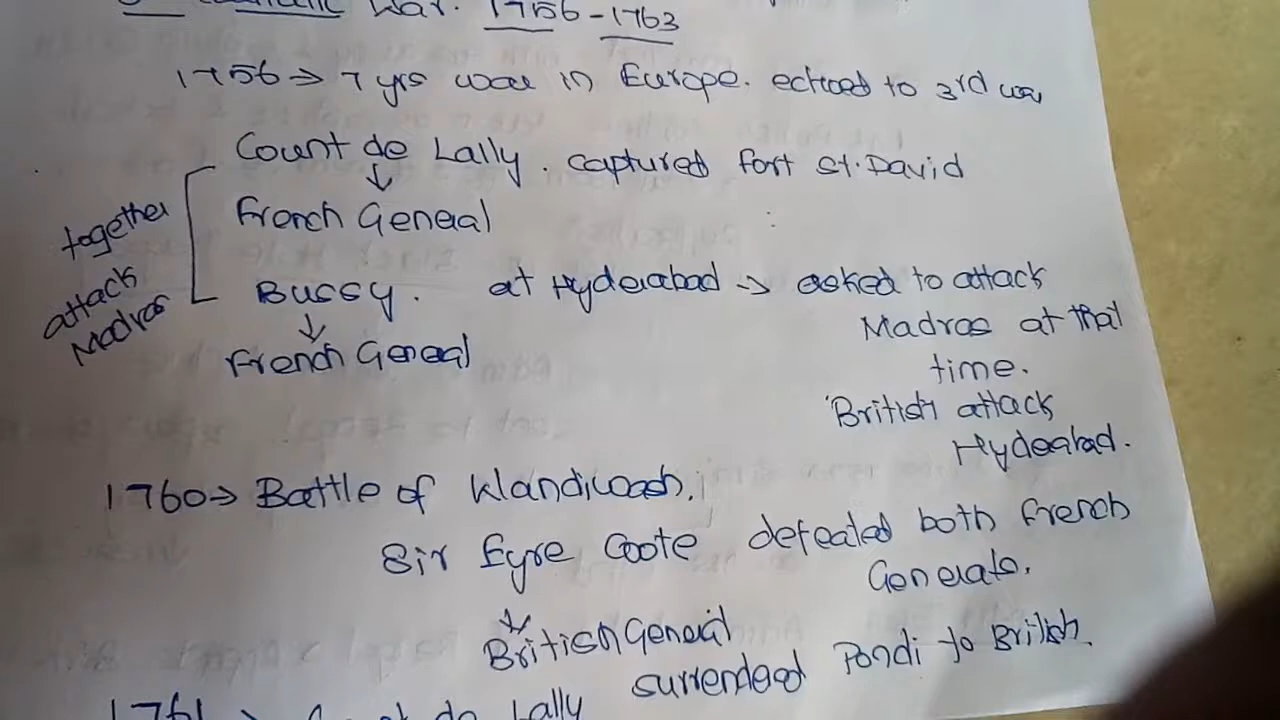 War. 1756-1763
1756 → 7 yrs war in Europe. echoed to 3rd war
Count de Lally. captured Fort St. David
↓
French General
together attack Madras
Bussy. at Hyderabad → asked to attack
Madras at that
time.
↓
French General
British attack
Hyderabad.
1760 → Battle of Wandiwash.
Sir Eyre Coote defeated both French
Generals.
↓
British General
1761 → Count de Lally surrendered Pondi to British.